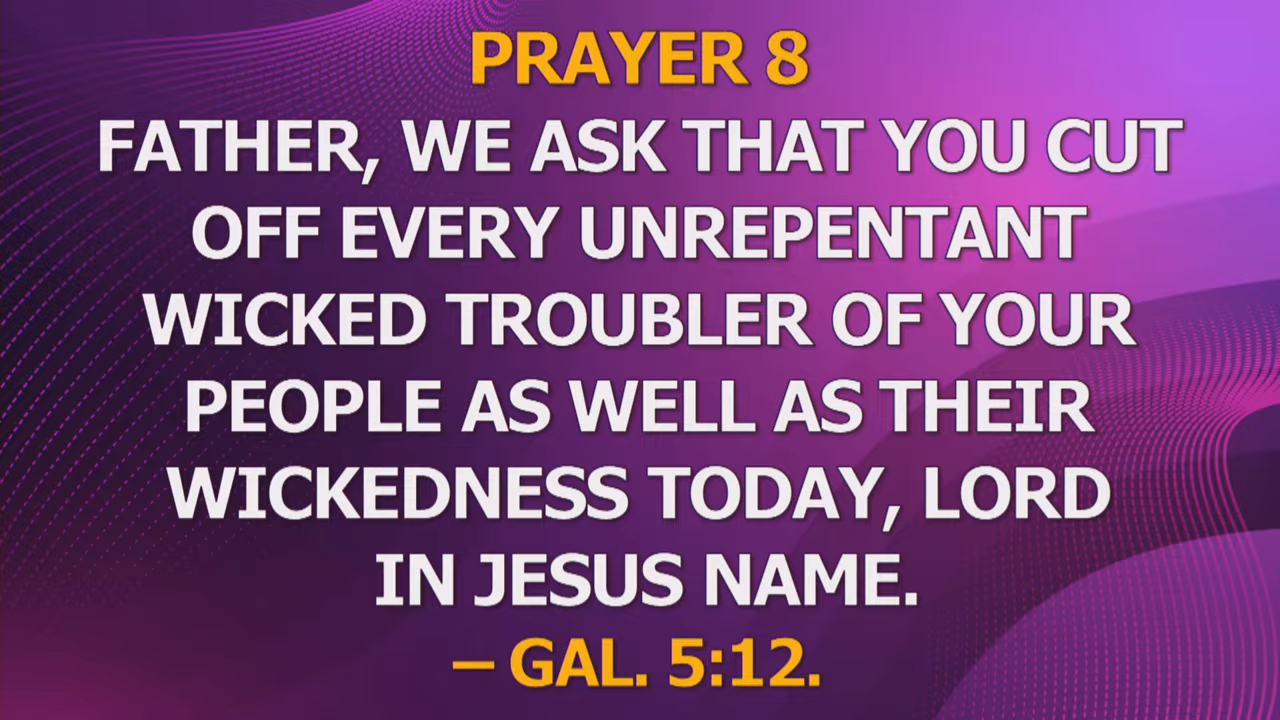 PRAYER 8
FATHER, WE ASK THAT YOU CUT
OFF EVERY UNREPENTANT
WICKED TROUBLER OF YOUR
PEOPLE AS WELL AS THEIR
WICKEDNESS TODAY, LORD
IN JESUS NAME.
– GAL. 5:12.